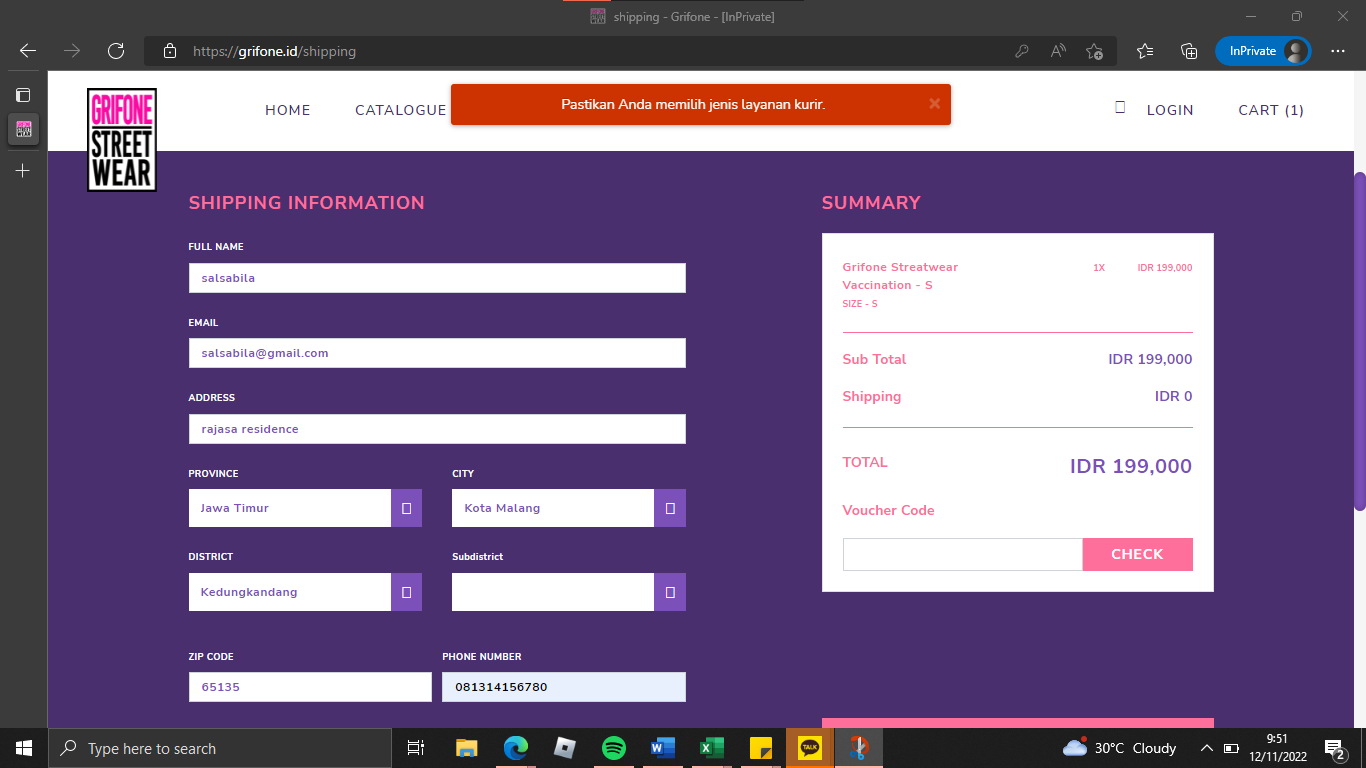 shipping - Grifone - [InPrivate]
https://grifone.id/shipping
InPrivate
GRIFONE
STREET
WEAR
HOME
CATALOGUE
Pastikan Anda memilih jenis layanan kurir.
×
LOGIN
CART (1)
SHIPPING INFORMATION
FULL NAME
salsabila
EMAIL
salsabila@gmail.com
ADDRESS
rajasa residence
PROVINCE
CITY
Jawa Timur
Kota Malang
DISTRICT
Subdistrict
Kedungkandang
ZIP CODE
PHONE NUMBER
65135
081314156780
SUMMARY
Grifone Streatwear 1X IDR 199,000
Vaccination - S
SIZE - S
Sub Total IDR 199,000
Shipping IDR 0
TOTAL IDR 199,000
Voucher Code
CHECK
Type here to search
TALK
30°C Cloudy
9:51
12/11/2022
2